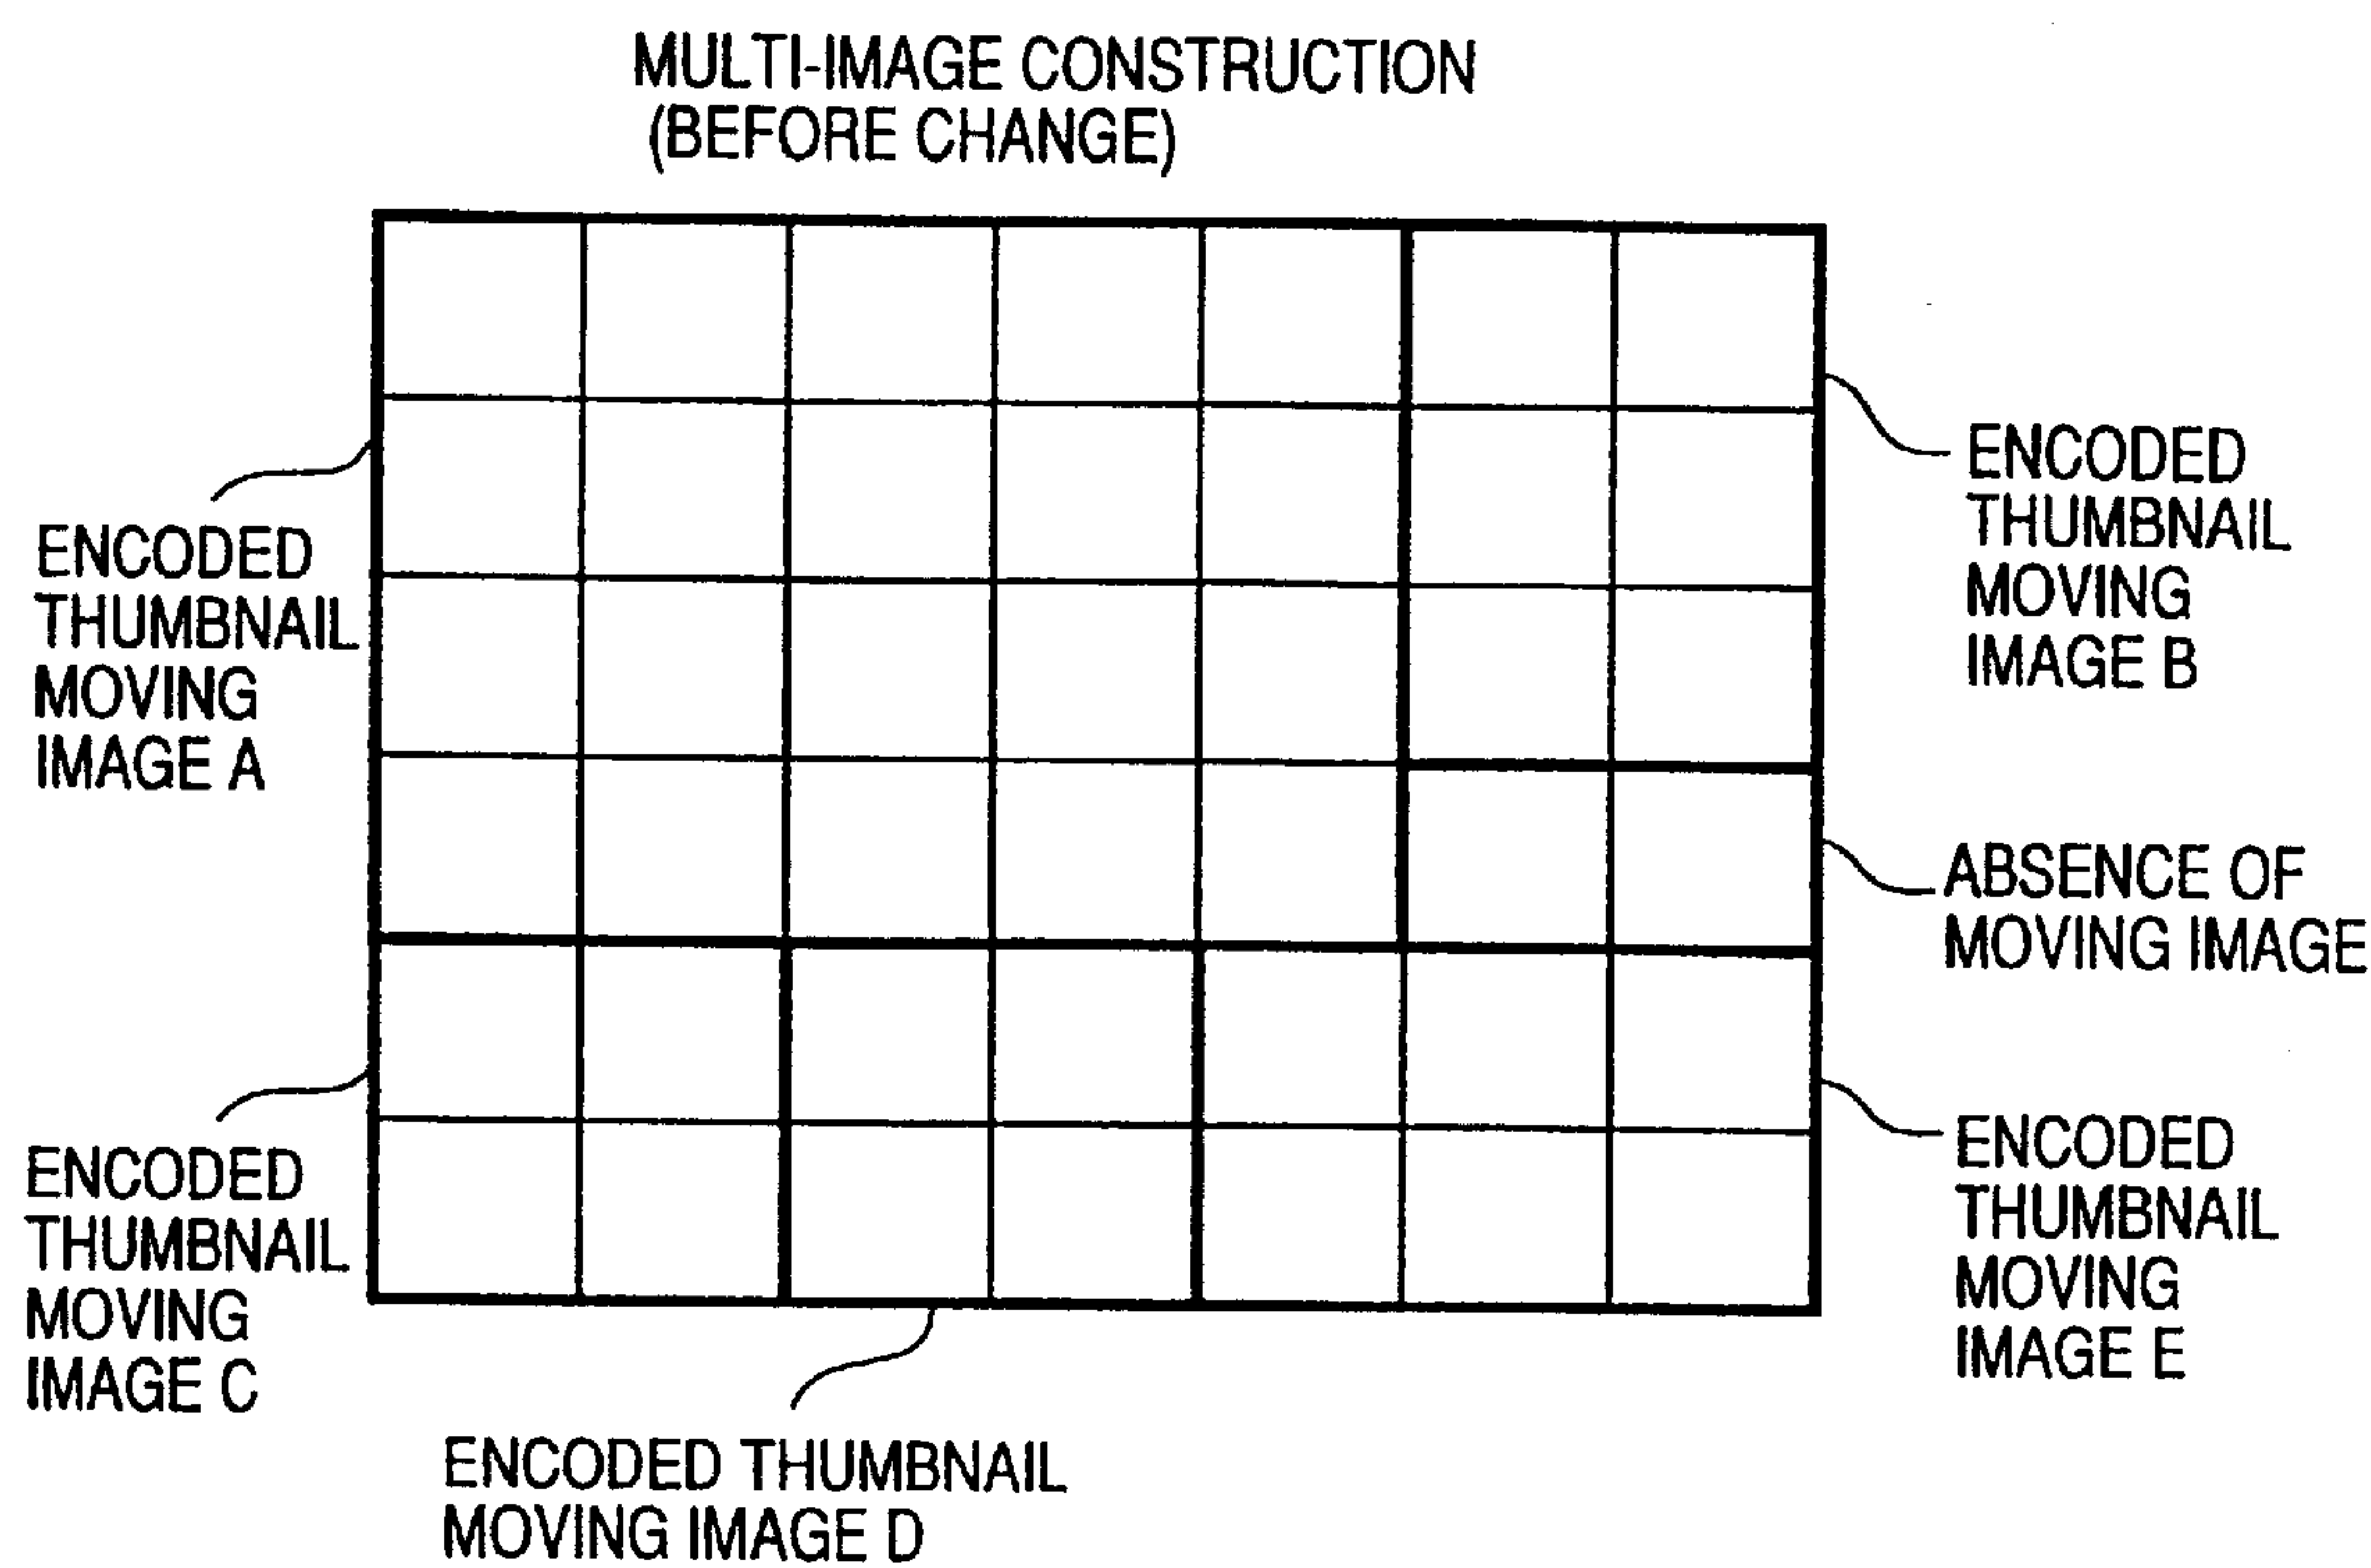 MULTI-IMAGE CONSTRUCTION
(BEFORE CHANGE)
ENCODED
THUMBNAIL
MOVING
IMAGE A
ENCODED
THUMBNAIL
MOVING
IMAGE B
ABSENCE OF
MOVING IMAGE
ENCODED
THUMBNAIL
MOVING
IMAGE C
ENCODED THUMBNAIL
MOVING IMAGE D
ENCODED
THUMBNAIL
MOVING
IMAGE E